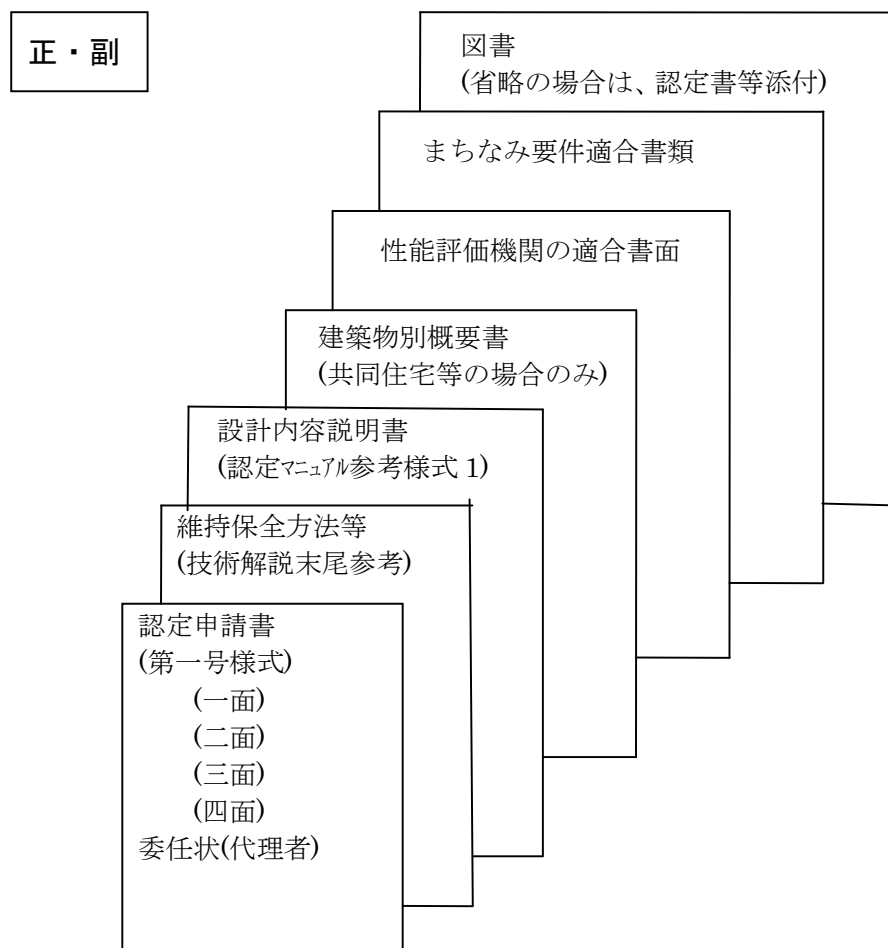 正・副
図書
(省略の場合は、認定書等添付)
まちなみ要件適合書類
性能評価機関の適合書面
建築物別概要書
(共同住宅等の場合のみ)
設計内容説明書
(認定ﾏﾆｭｱﾙ参考様式 1)
維持保全方法等
(技術解説末尾参考)
認定申請書
(第一号様式)
(一面)
(二面)
(三面)
(四面)
委任状(代理者)